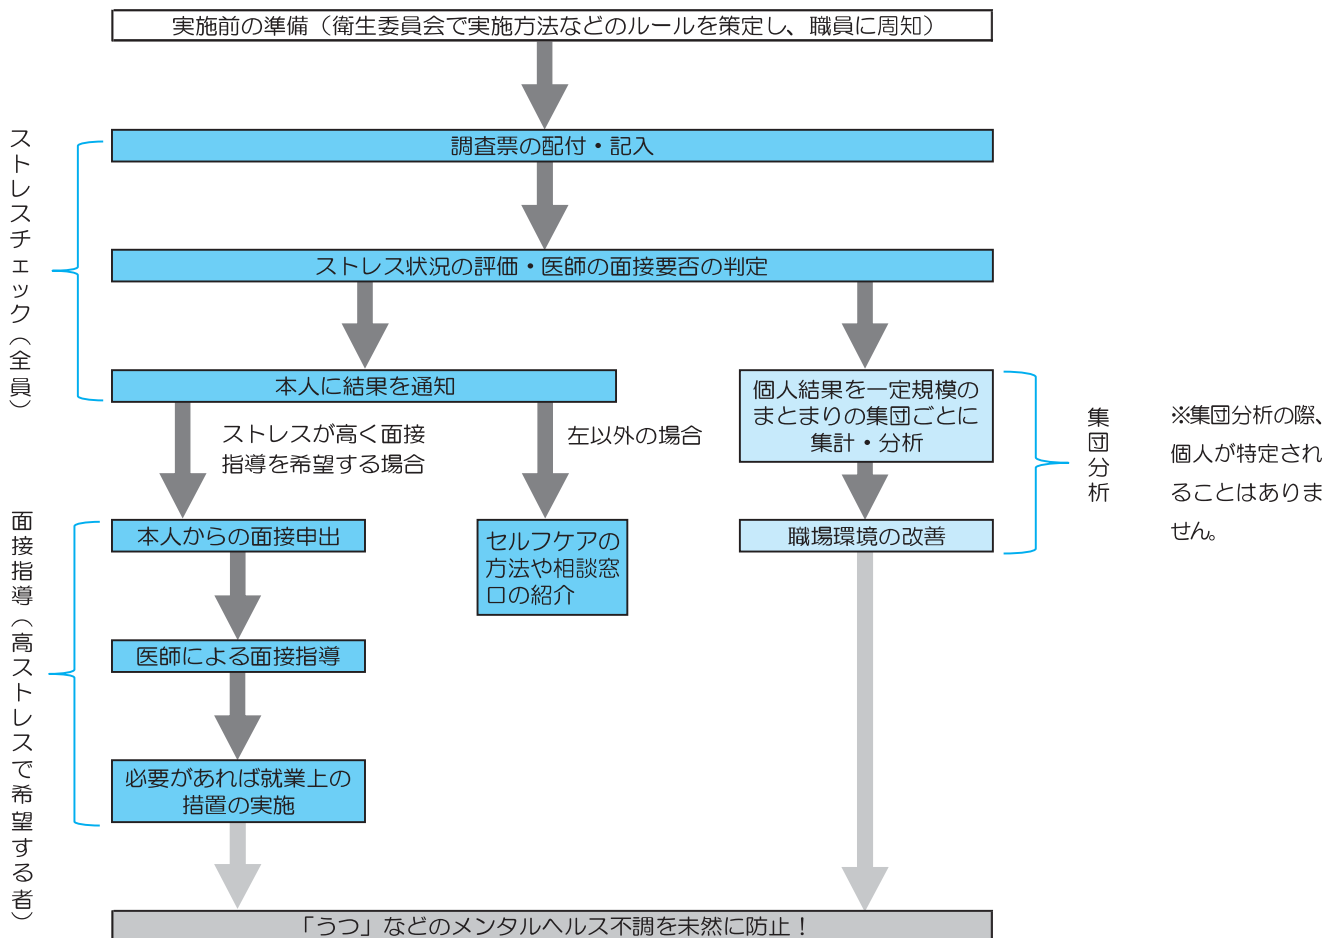 実施前の準備（衛生委員会で実施方法などのルールを策定し、職員に周知）
ストレスチェック（全員）
調査票の配付・記入
ストレス状況の評価・医師の面接要否の判定
本人に結果を通知
個人結果を一定規模の
まとまりの集団ごとに
集計・分析
集団分析
※集団分析の際、
個人が特定され
ることはありま
せん。
ストレスが高く面接
指導を希望する場合
左以外の場合
面接指導（高ストレスで希望する者）
本人からの面接申出
セルフケアの
方法や相談窓
口の紹介
職場環境の改善
医師による面接指導
必要があれば就業上の
措置の実施
「うつ」などのメンタルヘルス不調を未然に防止！